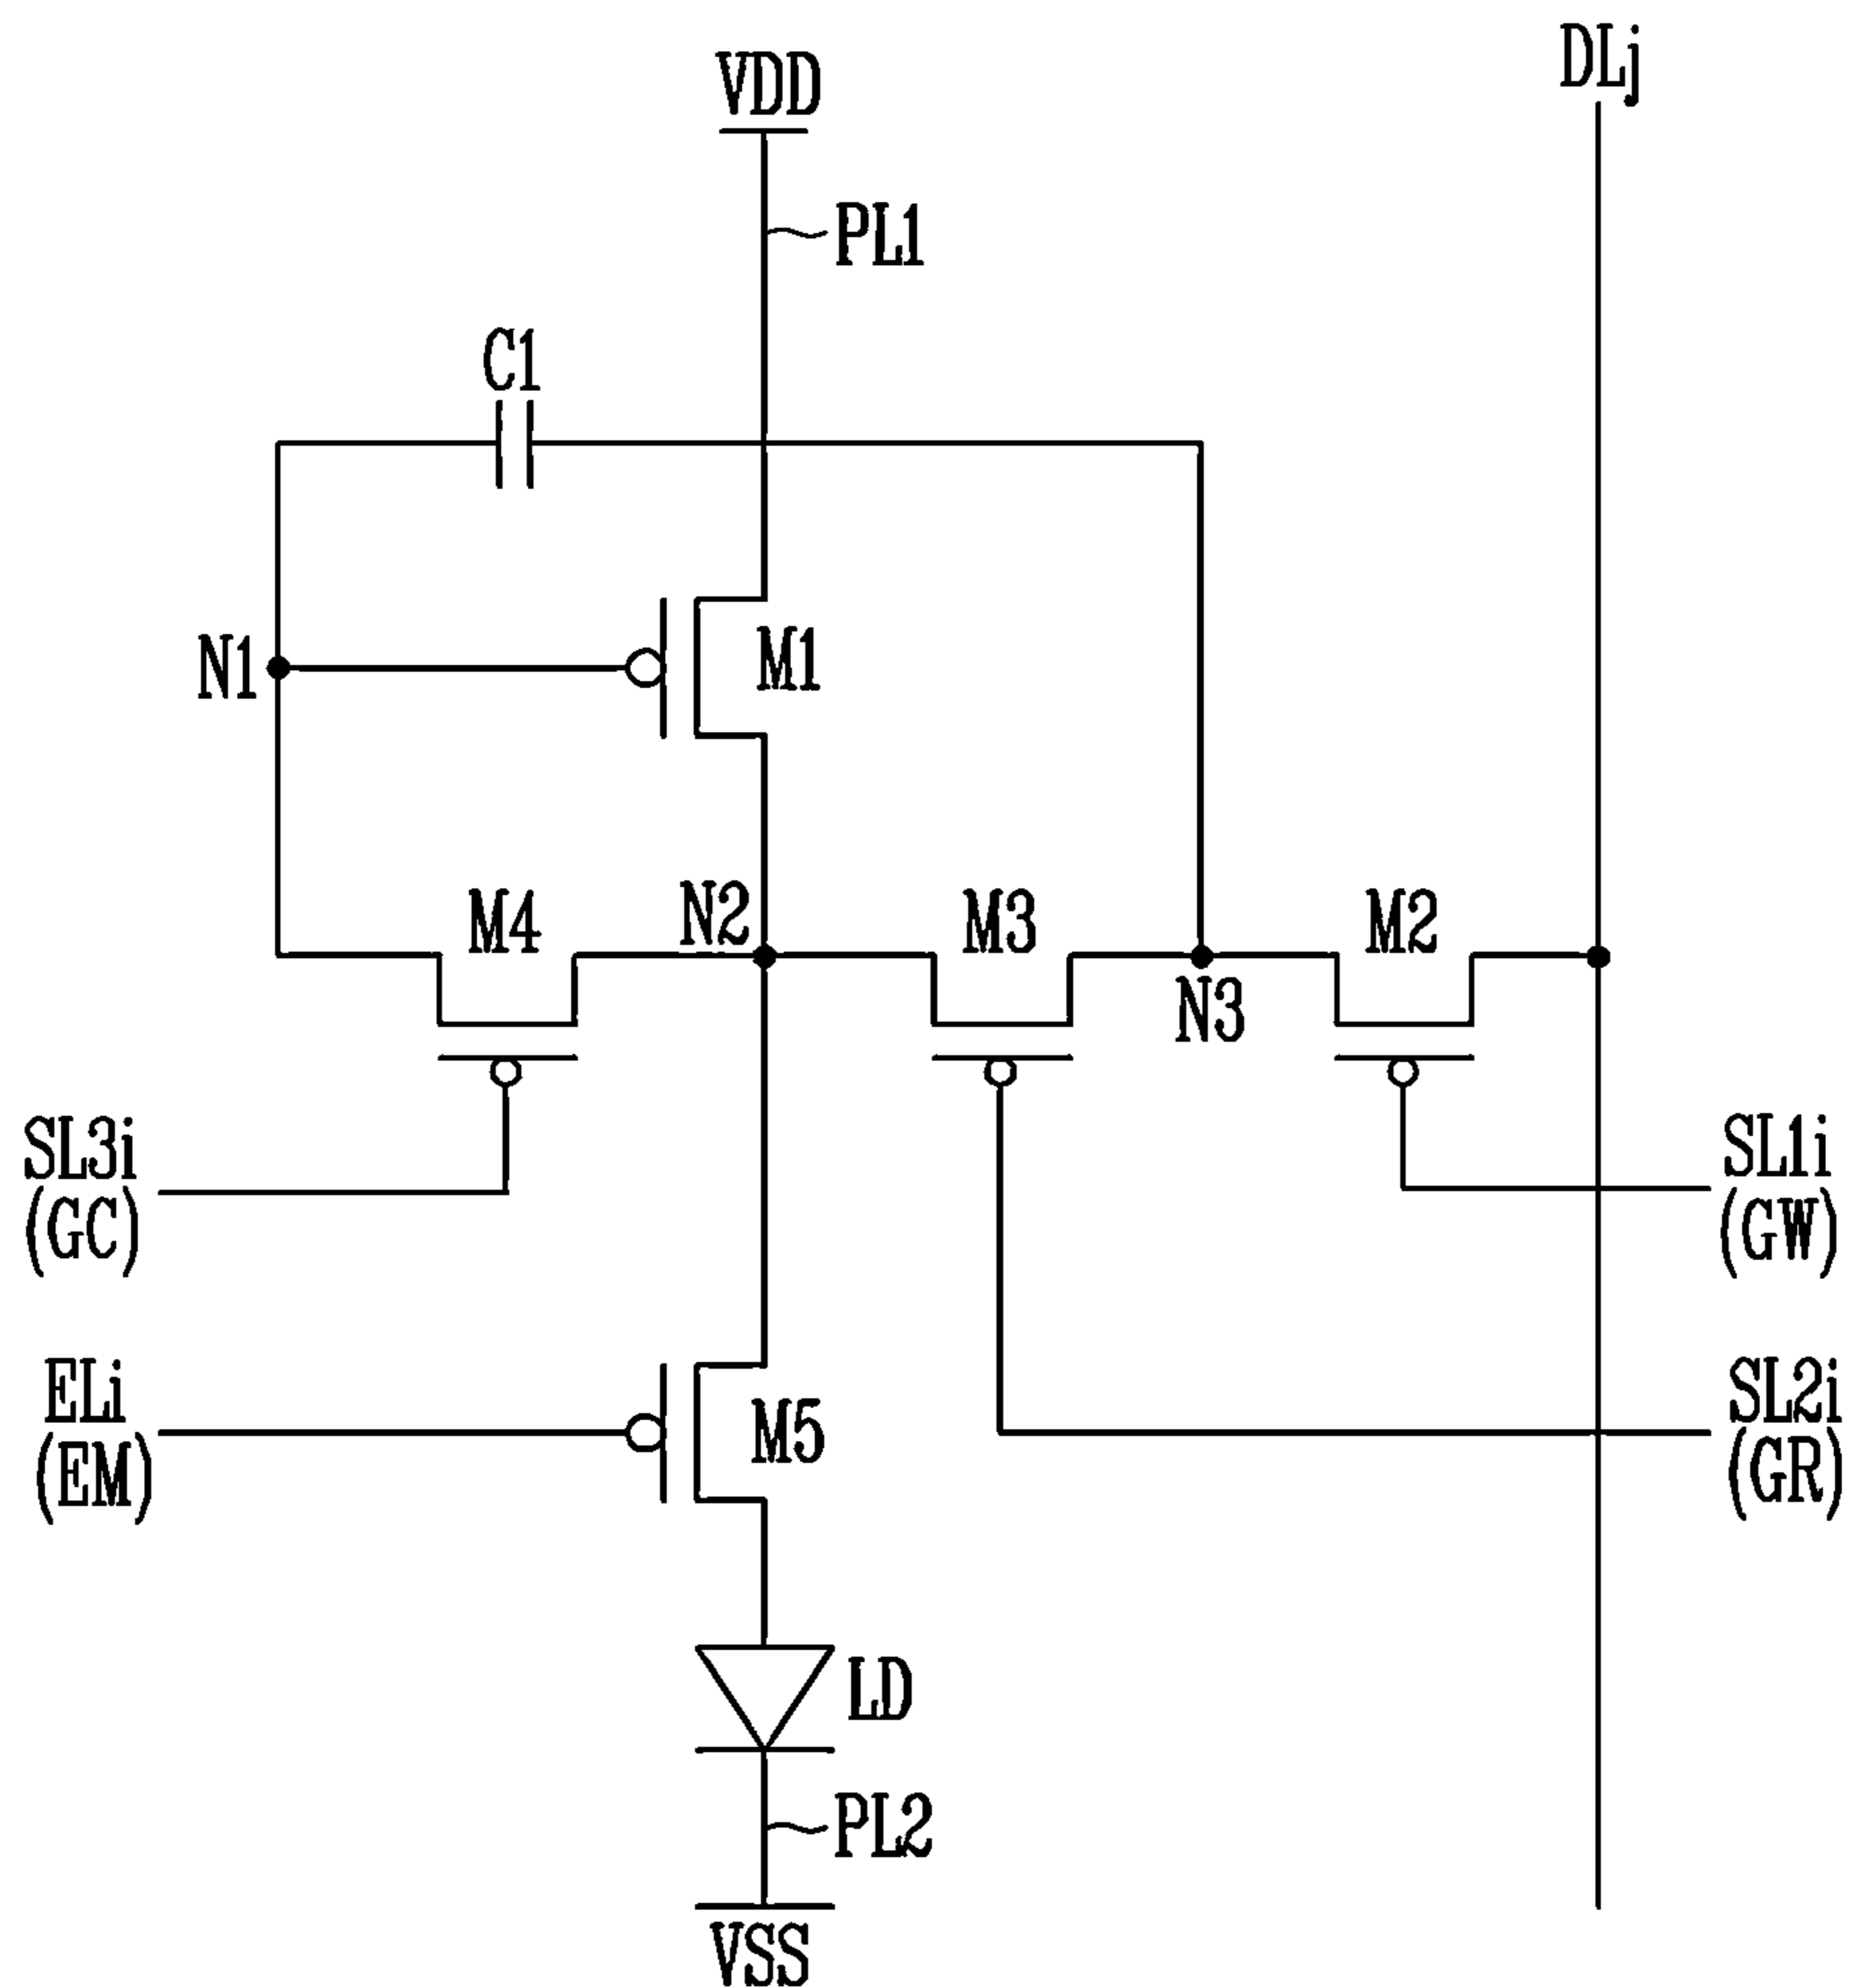 DLj
VDD
PL1
C1
N1
M1
M4
N2
M3
M2
N3
SL3i
(GC)
SL1i
(GW)
ELi
(EM)
M5
SL2i
(GR)
LD
PL2
VSS